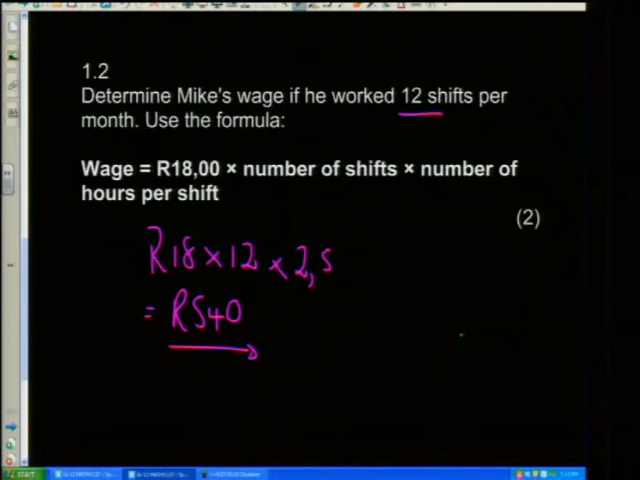 1.2
Determine Mike's wage if he worked 12 shifts per
month. Use the formula:
Wage = R18,00 × number of shifts × number of
hours per shift
(2)
R18 × 12 × 2,5
= R540
start